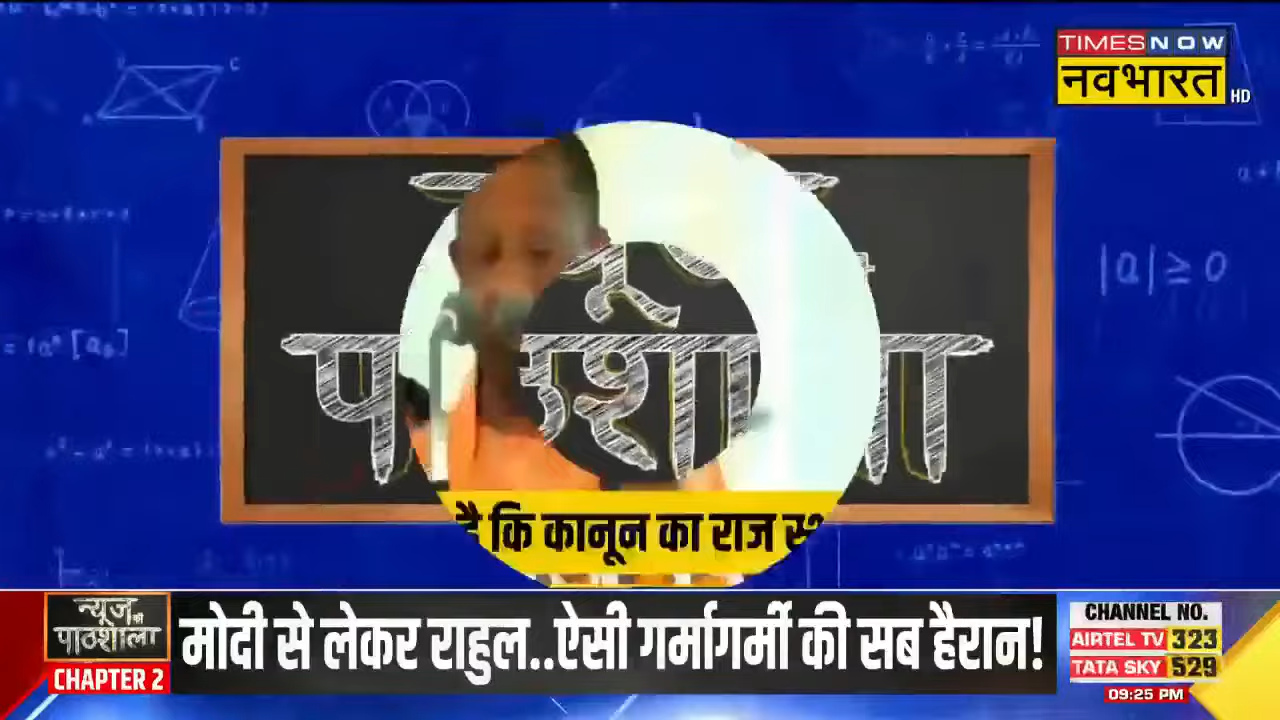 TIMES NOW
नवभारत
HD
|a| ≥ 0
पाठशाला
है कि कानून का राज
न्यूज की
पाठशाला
CHAPTER 2
मोदी से लेकर राहुल..ऐसी गर्मागर्मी की सब हैरान!
CHANNEL NO.
AIRTEL TV 323
TATA SKY 529
09:25 PM